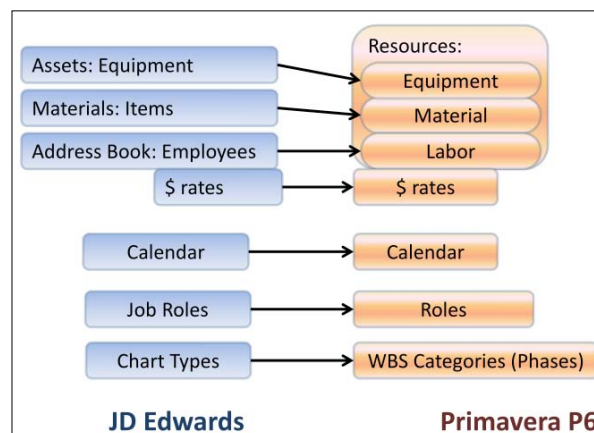 Resources:
Assets: Equipment
Equipment
Materials: Items
Material
Address Book: Employees
Labor
$ rates
$ rates
Calendar
Calendar
Job Roles
Roles
Chart Types
WBS Categories (Phases)
JD Edwards
Primavera P6